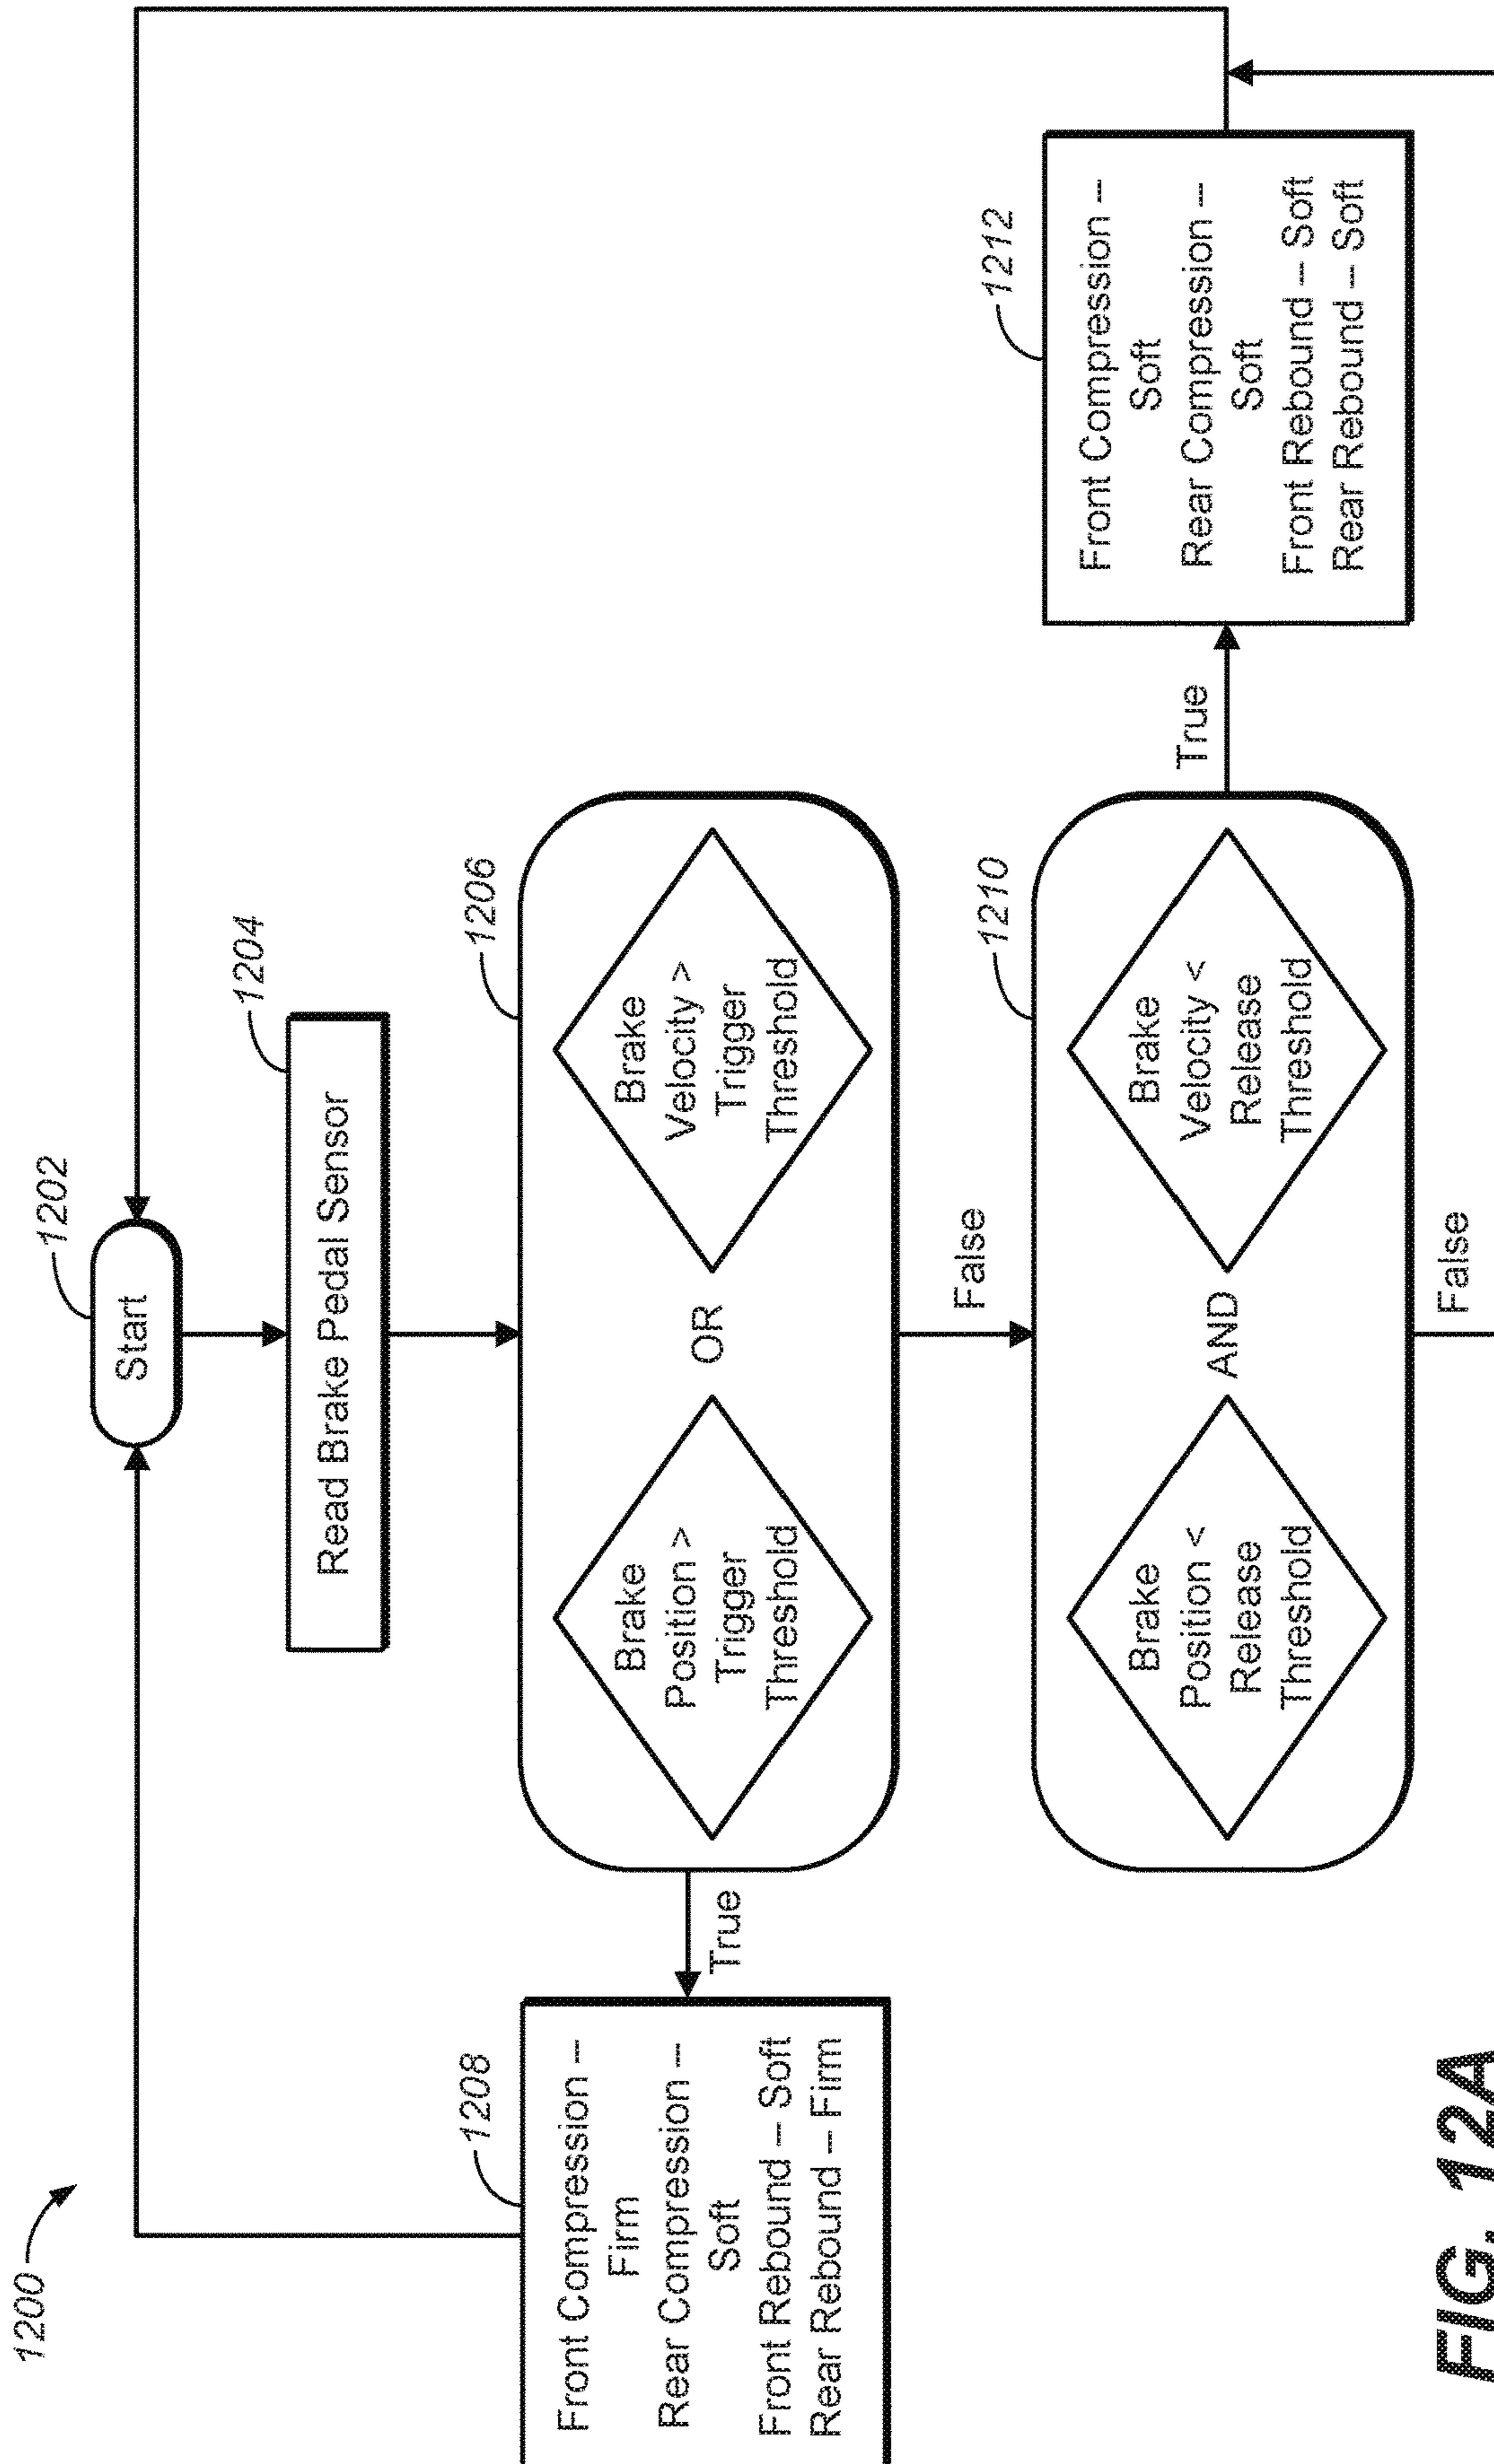 1200
1202
Start
1204
Read Brake Pedal Sensor
1206
Brake
Position >
Trigger
Threshold
OR
Brake
Velocity >
Trigger
Threshold
True
1208
Front Compression –
Firm
Rear Compression –
Soft
Front Rebound – Soft
Rear Rebound – Firm
False
1210
Brake
Position <
Release
Threshold
AND
Brake
Velocity <
Release
Threshold
True
1212
Front Compression –
Soft
Rear Compression –
Soft
Front Rebound – Soft
Rear Rebound – Soft
False
FIG. 12A